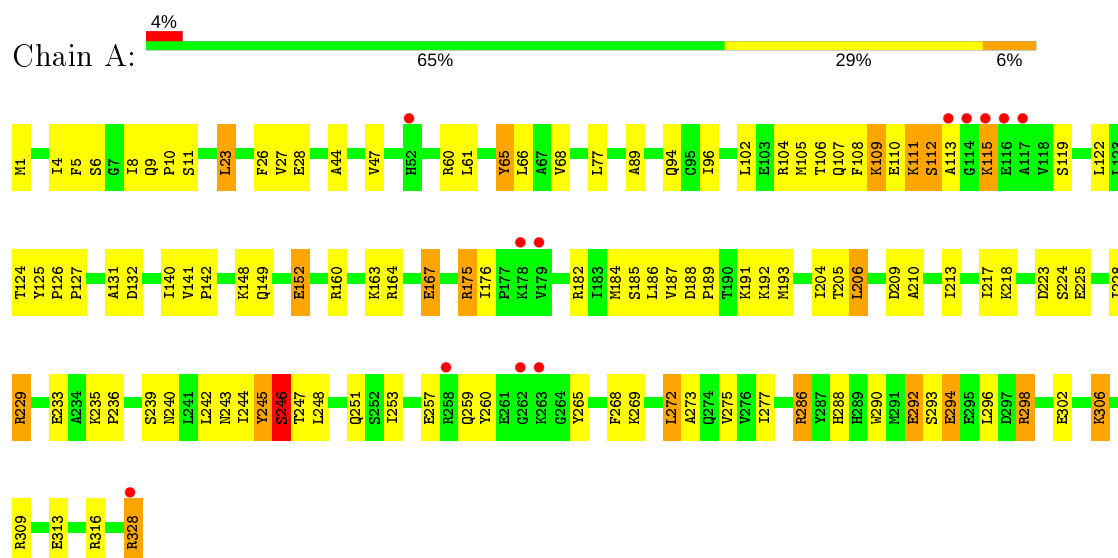 4%
Chain A:
65% 29% 6%
M1 I4 F5 S6 G7 I8 Q9 P10 S11 L23 F26 V27 E28 A44 V47 H52 R60 L61 Y65 L66 A67 V68 L77 A89 Q94 C95 I96 L102 E103 R104 M105 T106 Q107 F108 K109 E110 K111 S112 A113 G114 K115 E116 A117 V118 S119 L122 L123
T124 Y125 P126 P127 A131 D132 I140 V141 P142 K148 Q149 E152 R160 K163 R164 E167 R175 I176 P177 K178 V179 R182 I183 M184 S185 L186 V187 D188 P189 T190 K191 K192 M193 I204 T205 L206 D209 A210 I213 I217 K218 D223 S224 E225 I228
R229 E233 A234 K235 P236 S239 N240 L241 L242 N243 I244 Y245 S246 T247 L248 Q251 S252 I253 E257 R258 Q259 Y260 E261 G262 K263 G264 Y265 F268 K269 L272 A273 Q274 V275 V276 I277 R286 Y287 H288 H289 W290 M291 E292 S293 E294 E295 L296 D297 R298 E302 K306
R309 E313 R316 R328